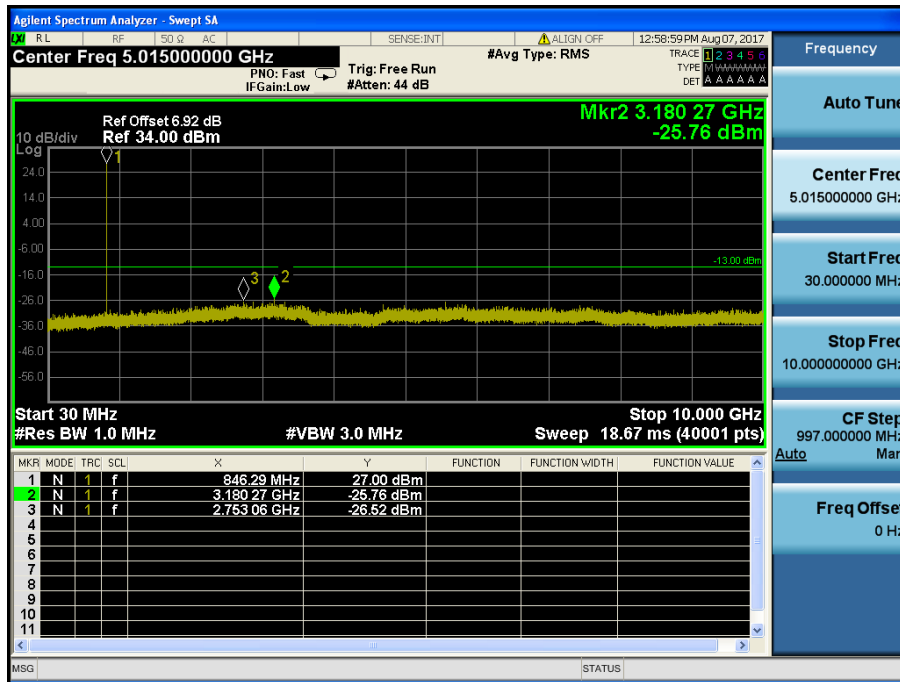 Agilent Spectrum Analyzer - Swept SA
LXI RL RF 50 Ω AC SENSE:INT ALIGN OFF 12:58:59 PM Aug 07, 2017
Center Freq 5.015000000 GHz
PNO: Fast
IFGain:Low
Trig: Free Run
#Atten: 44 dB
#Avg Type: RMS
TRACE 1 2 3 4 5 6
TYPE M WWWWW
DET A A A A A A
Mkr2 3.180 27 GHz
-25.76 dBm
Ref Offset 6.92 dB
10 dB/div Ref 34.00 dBm
Log
1
24.0
14.0
4.00
-6.00
-13.00 dBm
-16.0
3 2
-26.0
-36.0
-46.0
-56.0
Start 30 MHz Stop 10.000 GHz
#Res BW 1.0 MHz #VBW 3.0 MHz Sweep 18.67 ms (40001 pts)
MKR MODE TRC SCL X Y FUNCTION FUNCTION WIDTH FUNCTION VALUE
1 N 1 f 846.29 MHz 27.00 dBm
2 N 1 f 3.180 27 GHz -25.76 dBm
3 N 1 f 2.753 06 GHz -26.52 dBm
4
5
6
7
8
9
10
11
MSG STATUS
Frequency
Auto Tune
Center Freq
5.015000000 GHz
Start Freq
30.000000 MHz
Stop Freq
10.000000000 GHz
CF Step
997.000000 MHz
Auto Man
Freq Offset
0 Hz